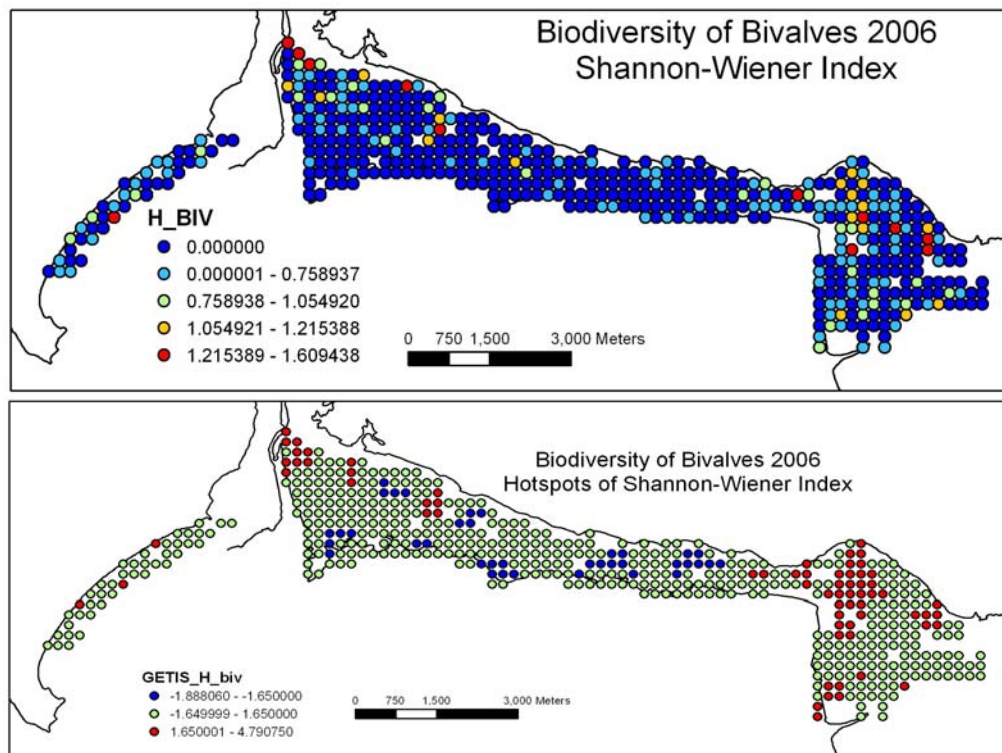 Biodiversity of Bivalves 2006
Shannon-Wiener Index
H_BIV
0.000000
0.000001 - 0.758937
0.758938 - 1.054920
1.054921 - 1.215388
1.215389 - 1.609438
0 750 1,500 3,000 Meters
Biodiversity of Bivalves 2006
Hotspots of Shannon-Wiener Index
GETIS_H_biv
-1.888060 - -1.650000
-1.649999 - 1.650000
1.650001 - 4.790750
0 750 1,500 3,000 Meters